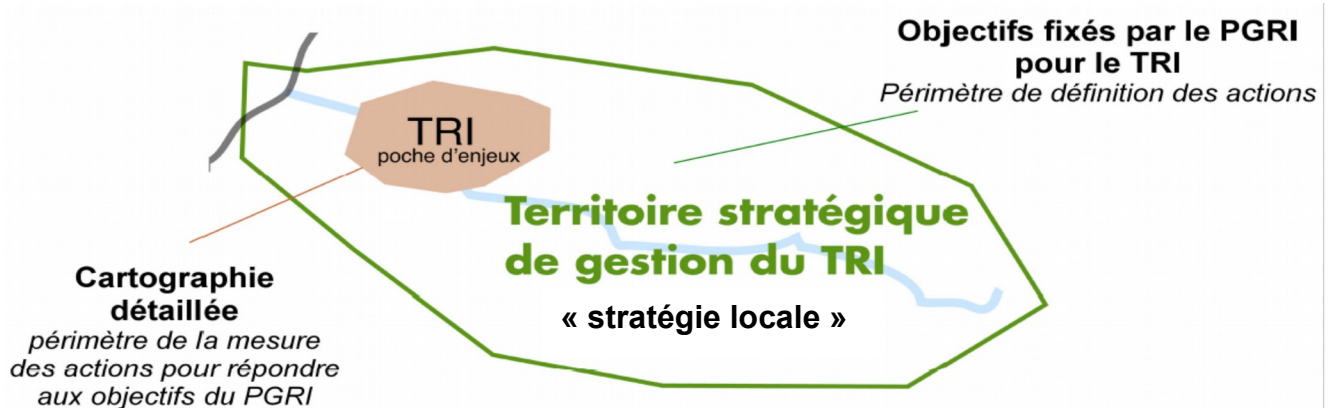 Objectifs fixés par le PGRI
pour le TRI
Périmètre de définition des actions
TRI
poche d'enjeux
Territoire stratégique
de gestion du TRI
« stratégie locale »
Cartographie
détaillée
périmètre de la mesure
des actions pour répondre
aux objectifs du PGRI